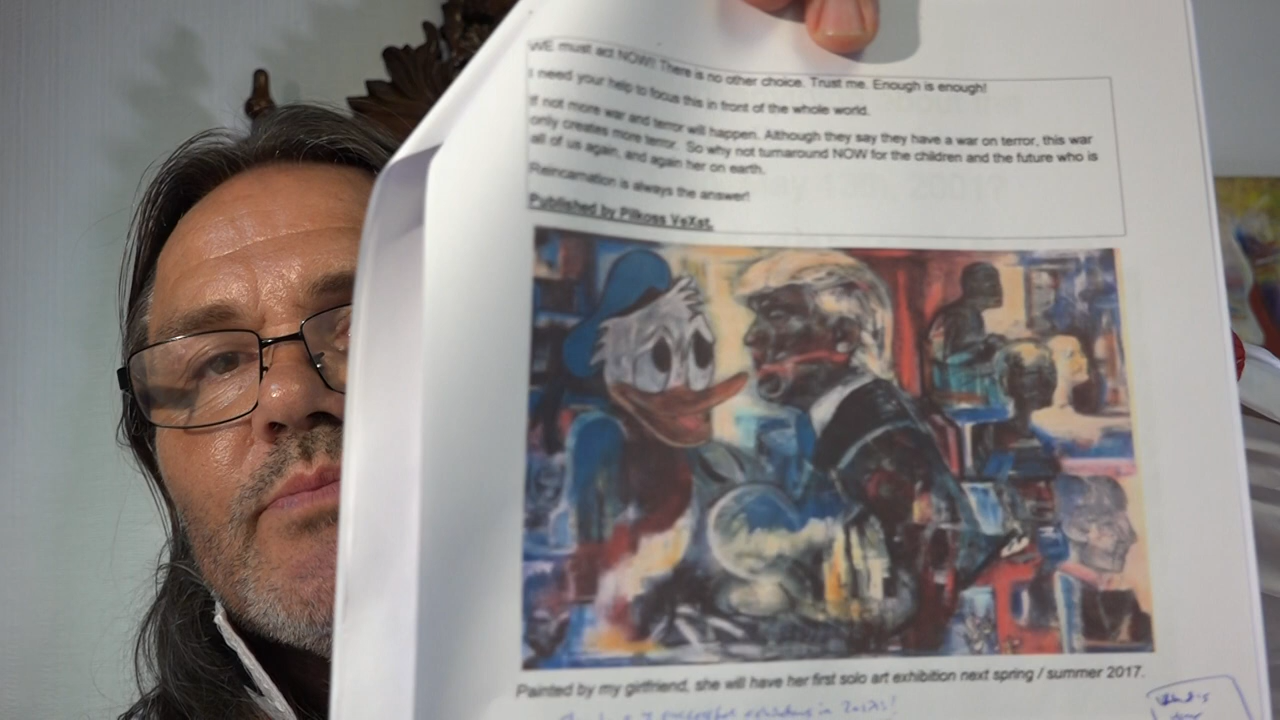 WE must act NOW!! There is no other choice. Trust me. Enough is enough!
I need your help to focus this in front of the whole world.
If not more war and terror will happen. Although they say they have a war on terror, this war
only creates more terror. So why not turnaround NOW for the children and the future who is
all of us again, and again her on earth.
Reincarnation is always the answer!
Published by Plikoss VsXst.
Painted by my girlfriend, she will have her first solo art exhibition next spring / summer 2017.